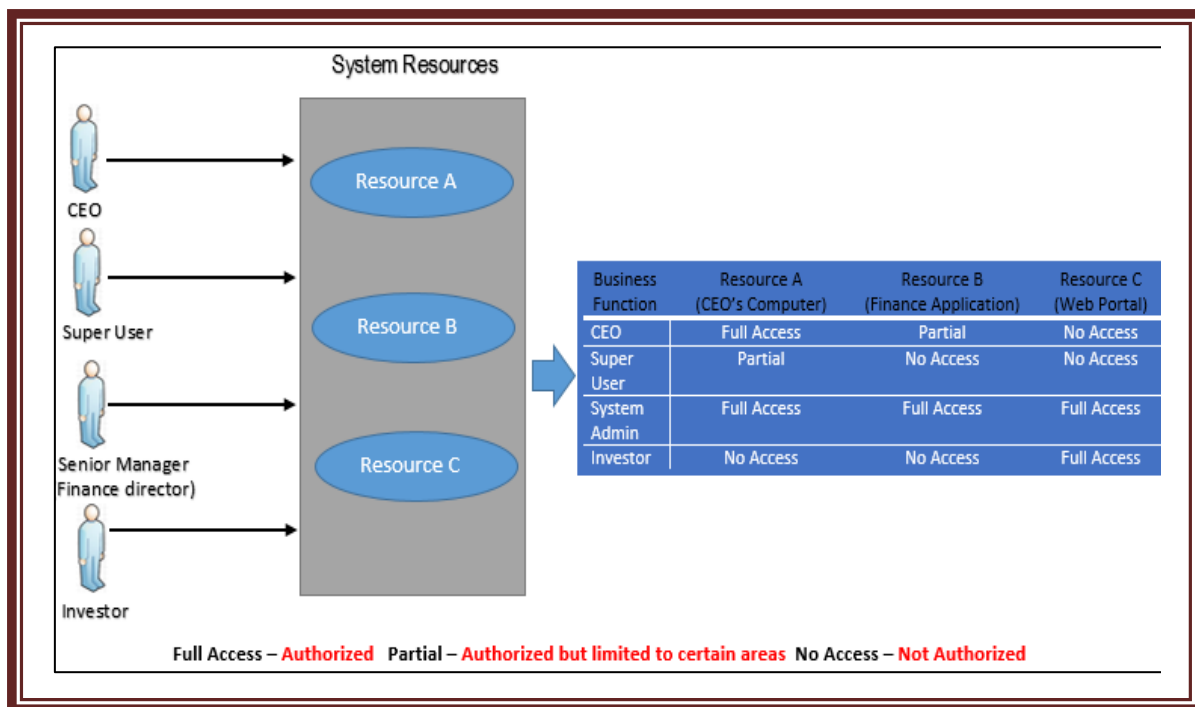 System Resources
CEO
Super User
Senior Manager
Finance director)
Investor
Resource A
Resource B
Resource C
Business Function Resource A (CEO's Computer) Resource B (Finance Application) Resource C (Web Portal)
CEO Full Access Partial No Access
Super User Partial No Access No Access
System Admin Full Access Full Access Full Access
Investor No Access No Access Full Access
Full Access – Authorized Partial – Authorized but limited to certain areas No Access – Not Authorized